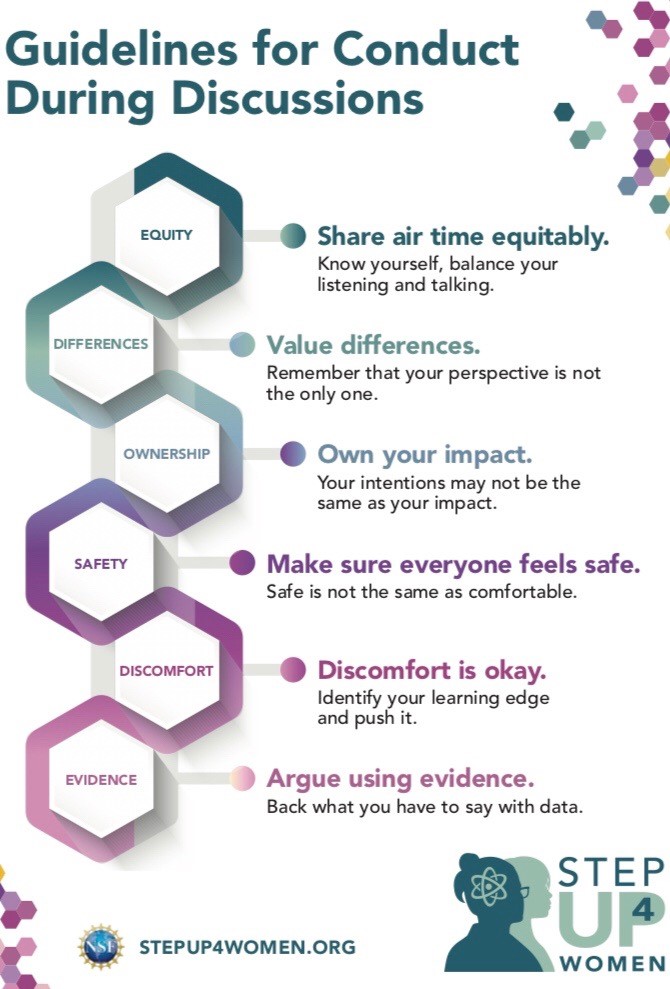 Guidelines for Conduct
During Discussions
EQUITY
Share air time equitably.
Know yourself, balance your
listening and talking.
DIFFERENCES
Value differences.
Remember that your perspective is not
the only one.
OWNERSHIP
Own your impact.
Your intentions may not be the
same as your impact.
SAFETY
Make sure everyone feels safe.
Safe is not the same as comfortable.
DISCOMFORT
Discomfort is okay.
Identify your learning edge
and push it.
EVIDENCE
Argue using evidence.
Back what you have to say with data.
NSF
STEPUP4WOMEN.ORG
STEP
UP4
WOMEN